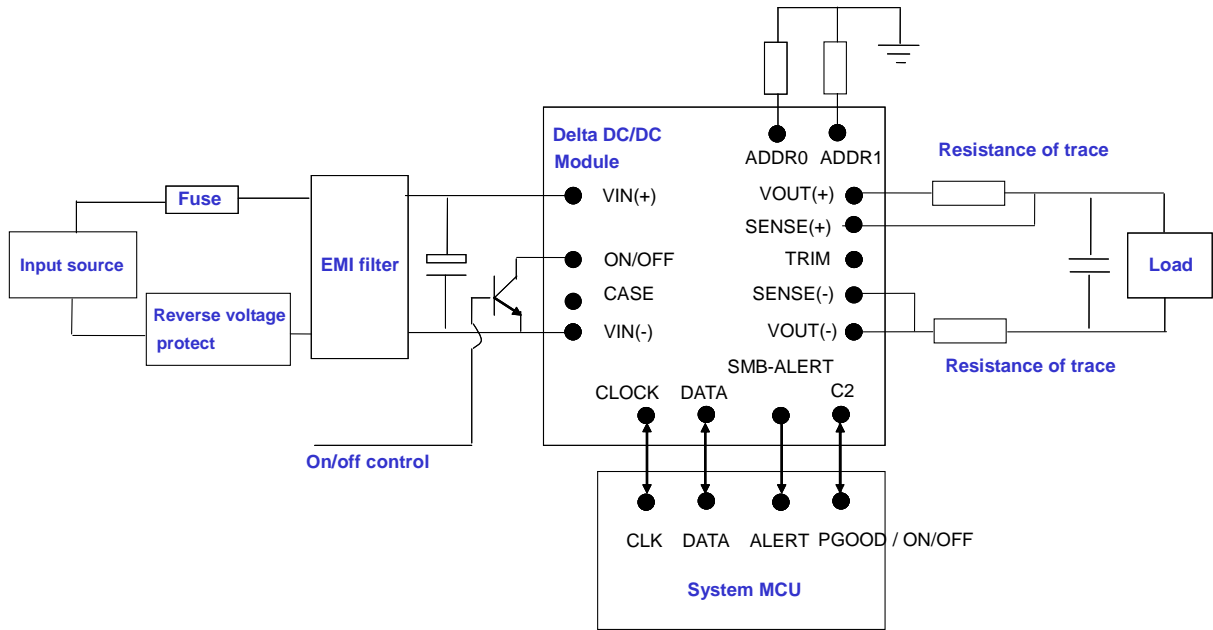 Delta DC/DC
Module
ADDR0 ADDR1
Resistance of trace
Fuse
VIN(+)
VOUT(+)
SENSE(+)
Input source
EMI filter
ON/OFF
TRIM
Load
CASE
SENSE(-)
Reverse voltage
protect
VIN(-)
VOUT(-)
SMB-ALERT
Resistance of trace
CLOCK DATA C2
On/off control
CLK DATA ALERT PGOOD / ON/OFF
System MCU